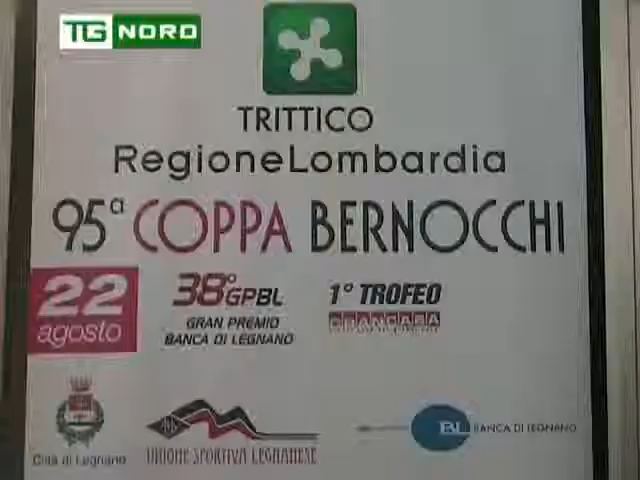 TG NORD
TRITTICO
RegioneLombardia
95ª COPPA BERNOCCHI
22
agosto
38° GPBL
GRAN PREMIO
BANCA DI LEGNANO
1° TROFEO
Città di Legnano
UNIONE SPORTIVA LEGNANESE
BL BANCA DI LEGNANO